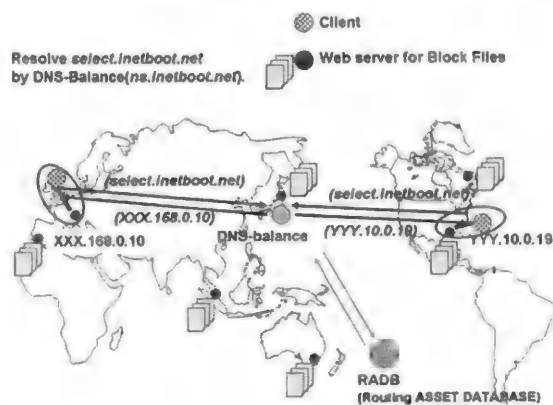 Client
Resolve select.inetboot.net
by DNS-Balance(ns.inetboot.net).
Web server for Block Files
(select.inetboot.net)
(select.inetboot.net)
(XXX.168.0.10)
(YYY.10.0.19)
DNS-balance
XXX.168.0.10
YYY.10.0.19
RADB
(Routing ASSET DATABASE)